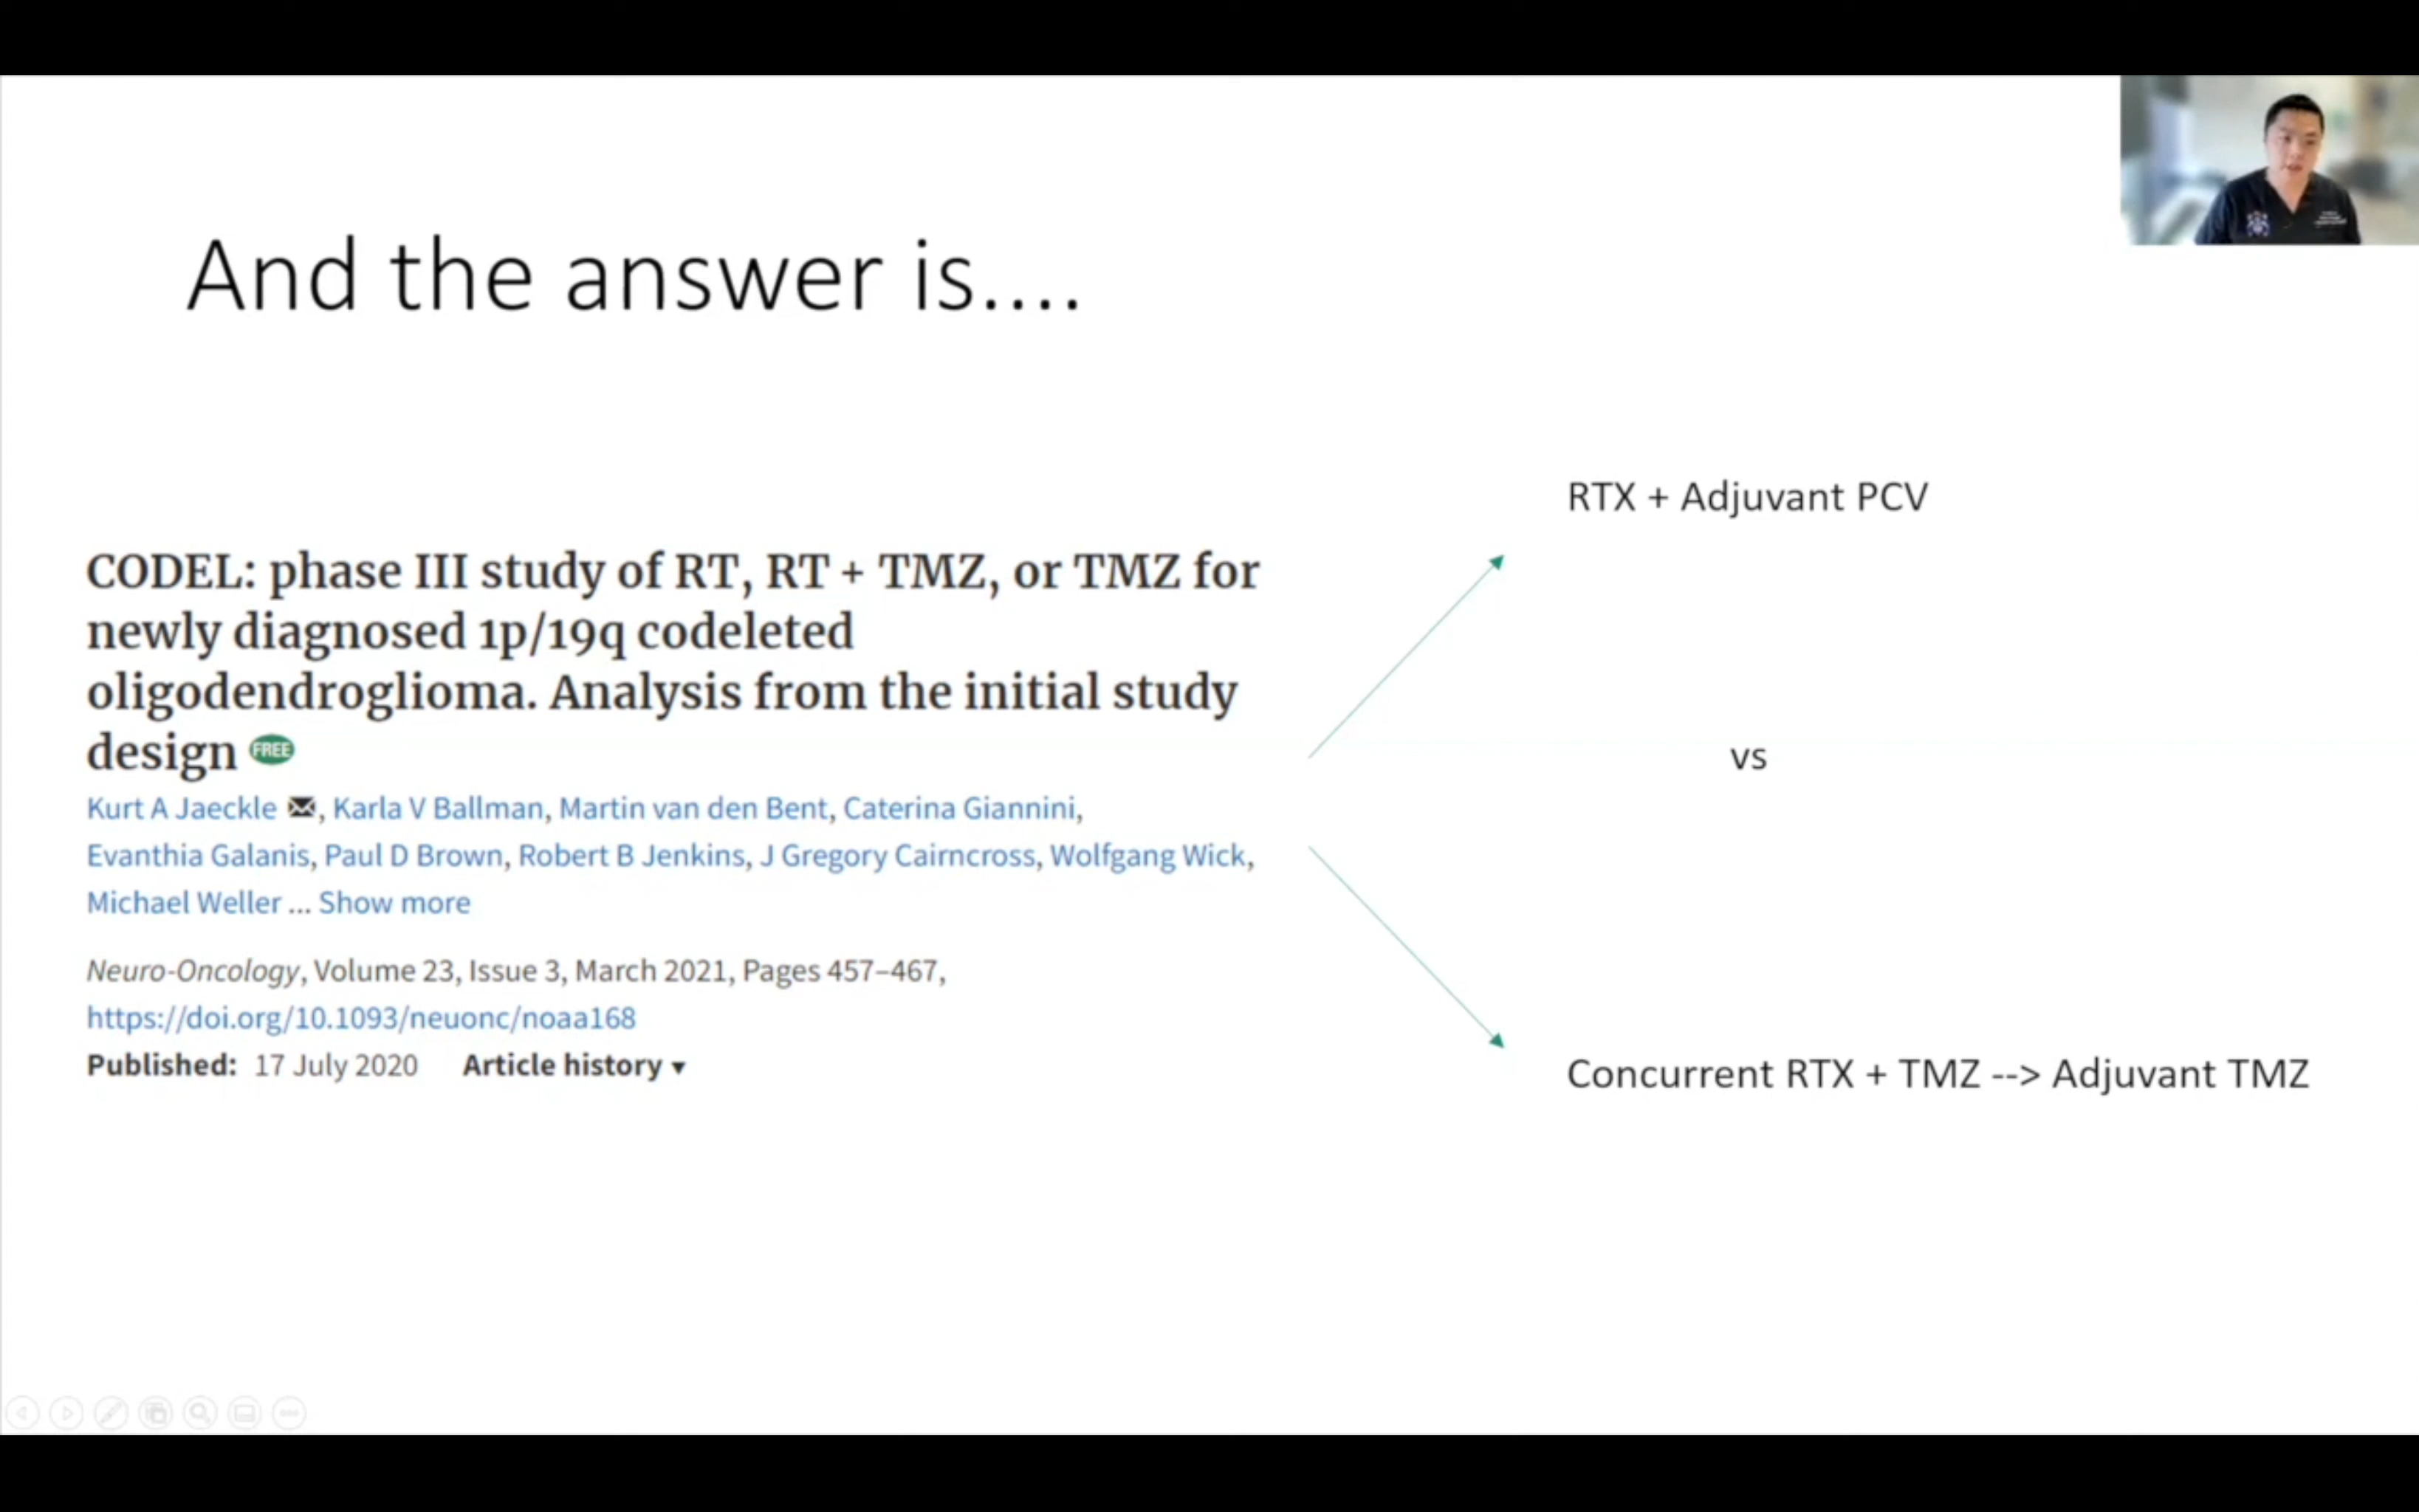 And the answer is....
CODEL: phase III study of RT, RT + TMZ, or TMZ for
newly diagnosed 1p/19q codeleted
oligodendroglioma. Analysis from the initial study
design FREE
Kurt A Jaeckle, Karla V Ballman, Martin van den Bent, Caterina Giannini,
Evanthia Galanis, Paul D Brown, Robert B Jenkins, J Gregory Cairncross, Wolfgang Wick,
Michael Weller ... Show more
Neuro-Oncology, Volume 23, Issue 3, March 2021, Pages 457–467,
https://doi.org/10.1093/neuonc/noaa168
Published: 17 July 2020 Article history ▾
RTX + Adjuvant PCV
vs
Concurrent RTX + TMZ --> Adjuvant TMZ